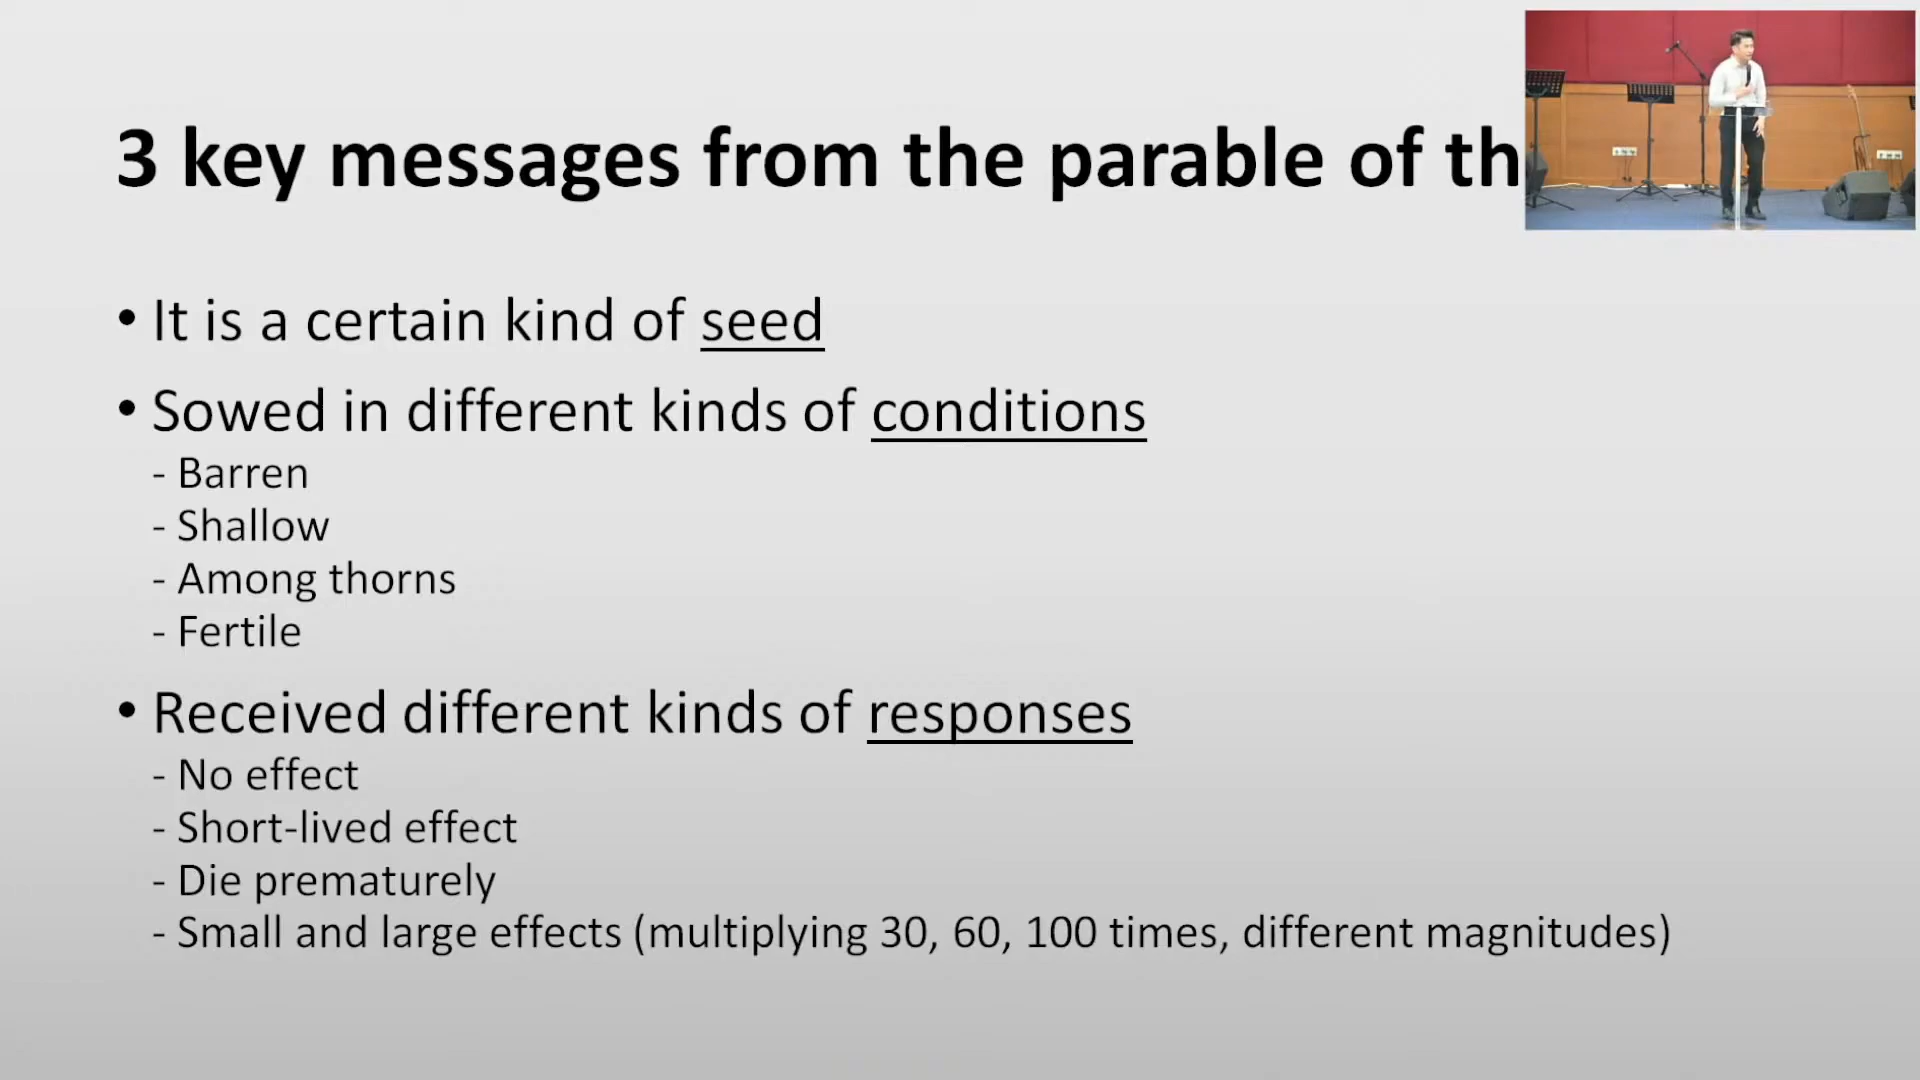 3 key messages from the parable of th
• It is a certain kind of seed
• Sowed in different kinds of conditions
- Barren
- Shallow
- Among thorns
- Fertile
• Received different kinds of responses
- No effect
- Short-lived effect
- Die prematurely
- Small and large effects (multiplying 30, 60, 100 times, different magnitudes)